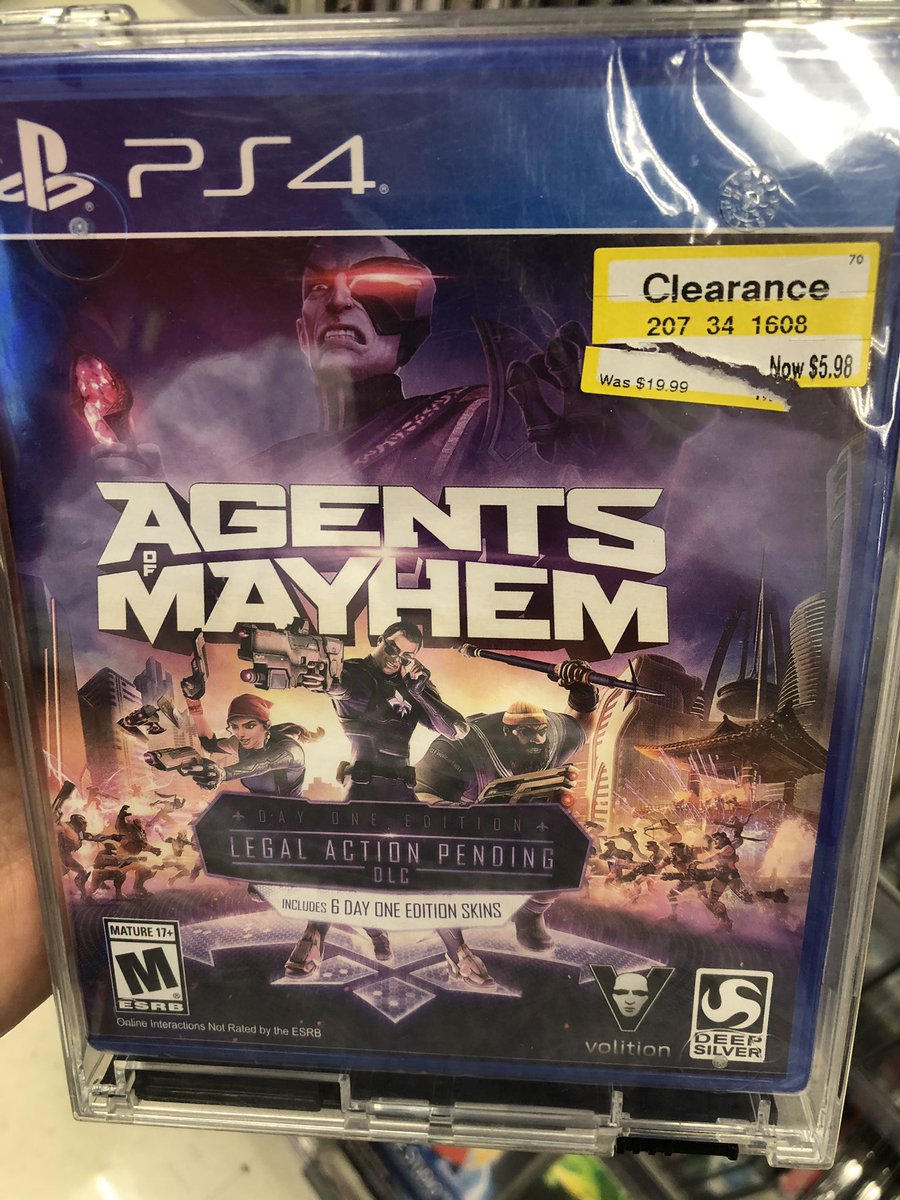 PS4
70
Clearance
207 34 1608
Now $5.98
Was $19.99
AGENTS
OF
MAYHEM
DAY ONE EDITION
LEGAL ACTION PENDING
DLC
INCLUDES 6 DAY ONE EDITION SKINS
MATURE 17+
M
ESRB
Online Interactions Not Rated by the ESRB
volition
DEEP
SILVER